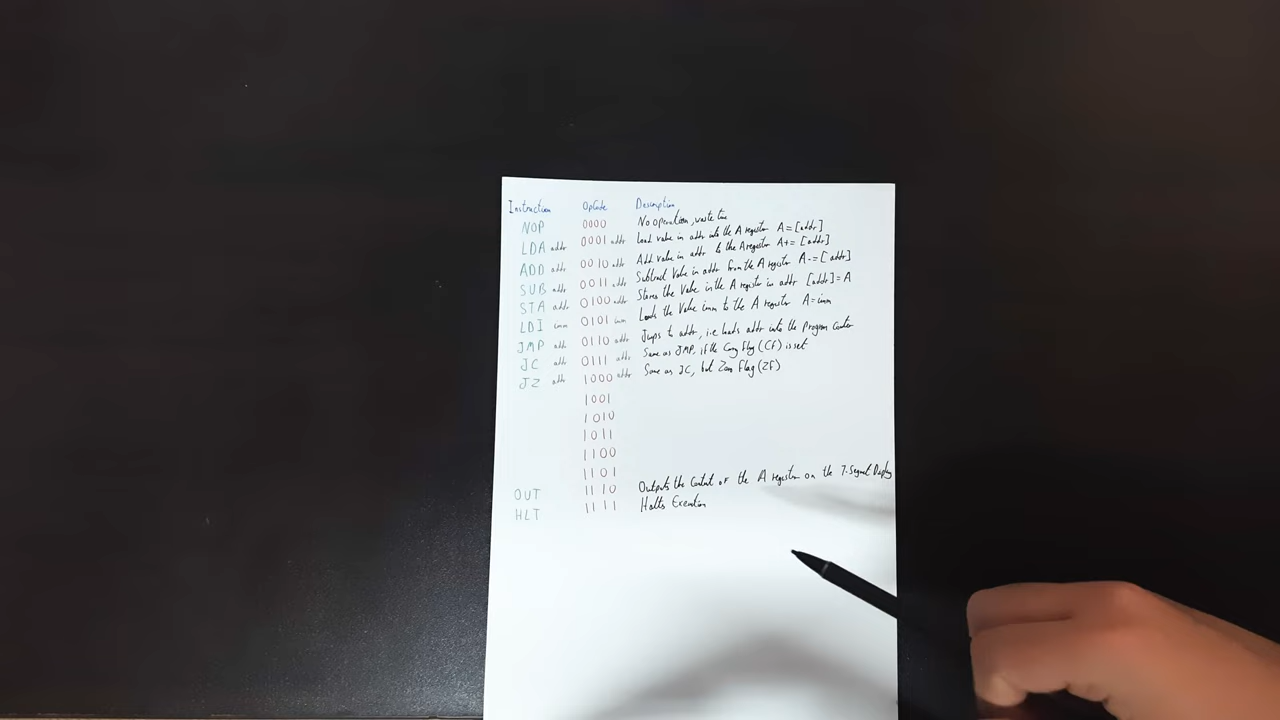 Instruction OpCode Description
NOP 0000 No operation, waste time
LDA addr 0001 addr Load value in addr into the A register A=[addr]
ADD addr 0010 addr Add value in addr to the A register A+=[addr]
SUB addr 0011 addr Subtract Value in addr from the A register A-=[addr]
STA addr 0100 addr Stores the Value in the A register in addr [addr]=A
LDI imm 0101 imm Loads the Value imm to the A register A=imm
JMP addr 0110 addr Jumps to addr, i.e. loads addr into the Program Counter
JC addr 0111 addr Same as JMP, if the Carry Flag (CF) is set
JZ addr 1000 addr Same as JC, but Zero Flag (ZF)
1001
1010
1011
1100
1101
OUT 1110 Outputs the Content of the A register on the 7-Segment Display
HLT 1111 Halts Execution